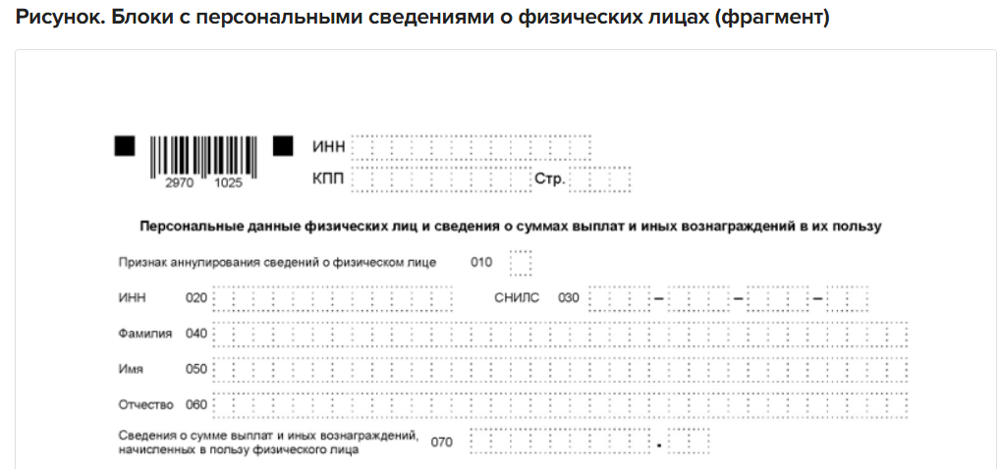 Рисунок. Блоки с персональными сведениями о физических лицах (фрагмент)
ИНН
КПП Стр.
2970 1025
Персональные данные физических лиц и сведения о суммах выплат и иных вознаграждений в их пользу
Признак аннулирования сведений о физическом лице 010
ИНН 020 СНИЛС 030 – – –
Фамилия 040
Имя 050
Отчество 060
Сведения о сумме выплат и иных вознаграждений,
начисленных в пользу физического лица 070 .